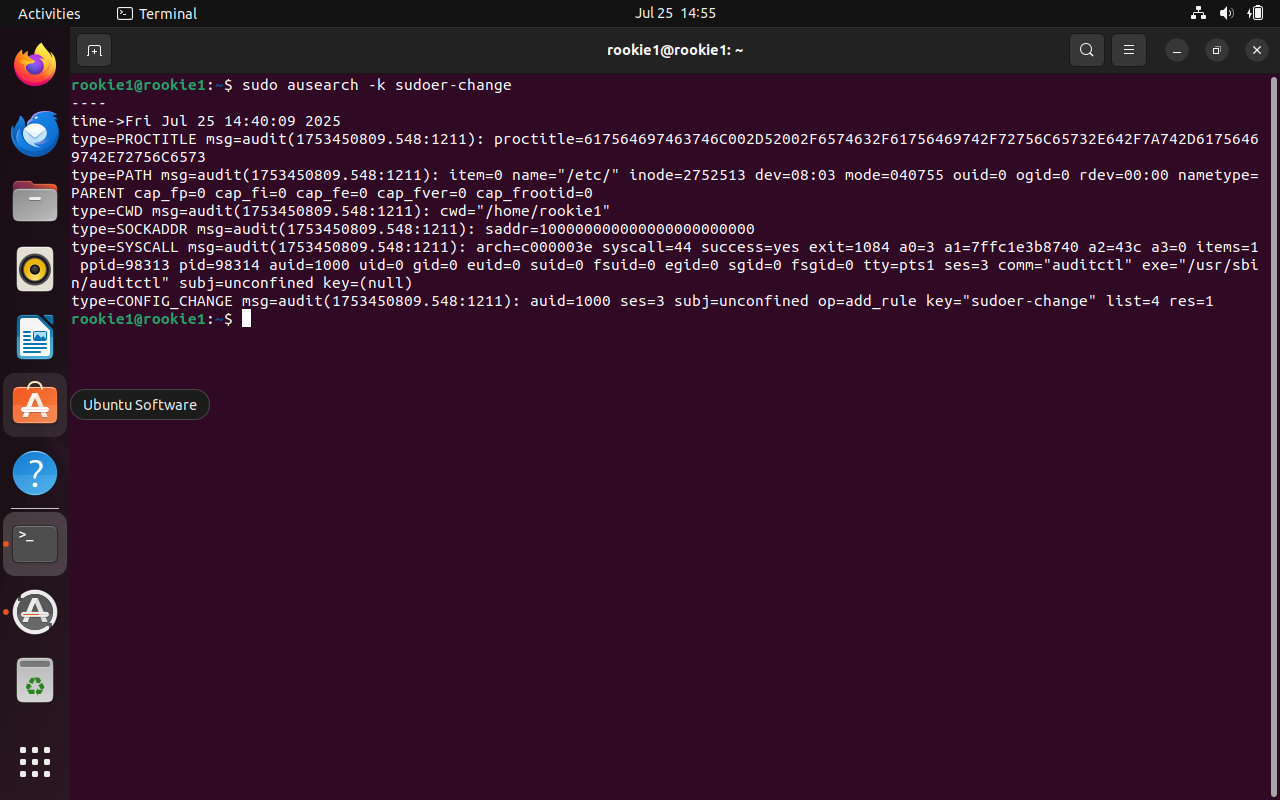 Activities
Terminal
Jul 25 14:55
rookie1@rookie1: ~
rookie1@rookie1:~$ sudo ausearch -k sudoer-change
----
time->Fri Jul 25 14:40:09 2025
type=PROCTITLE msg=audit(1753450809.548:1211): proctitle=617564697463746C002D52002F6574632F61756469742F72756C65732E642F7A742D6175646
9742E72756C6573
type=PATH msg=audit(1753450809.548:1211): item=0 name="/etc/" inode=2752513 dev=08:03 mode=040755 ouid=0 ogid=0 rdev=00:00 nametype=
PARENT cap_fp=0 cap_fi=0 cap_fe=0 cap_fver=0 cap_frootid=0
type=CWD msg=audit(1753450809.548:1211): cwd="/home/rookie1"
type=SOCKADDR msg=audit(1753450809.548:1211): saddr=100000000000000000000000
type=SYSCALL msg=audit(1753450809.548:1211): arch=c000003e syscall=44 success=yes exit=1084 a0=3 a1=7ffc1e3b8740 a2=43c a3=0 items=1
 ppid=98313 pid=98314 auid=1000 uid=0 gid=0 euid=0 suid=0 fsuid=0 egid=0 sgid=0 fsgid=0 tty=pts1 ses=3 comm="auditctl" exe="/usr/sbi
n/auditctl" subj=unconfined key=(null)
type=CONFIG_CHANGE msg=audit(1753450809.548:1211): auid=1000 ses=3 subj=unconfined op=add_rule key="sudoer-change" list=4 res=1
rookie1@rookie1:~$
Ubuntu Software